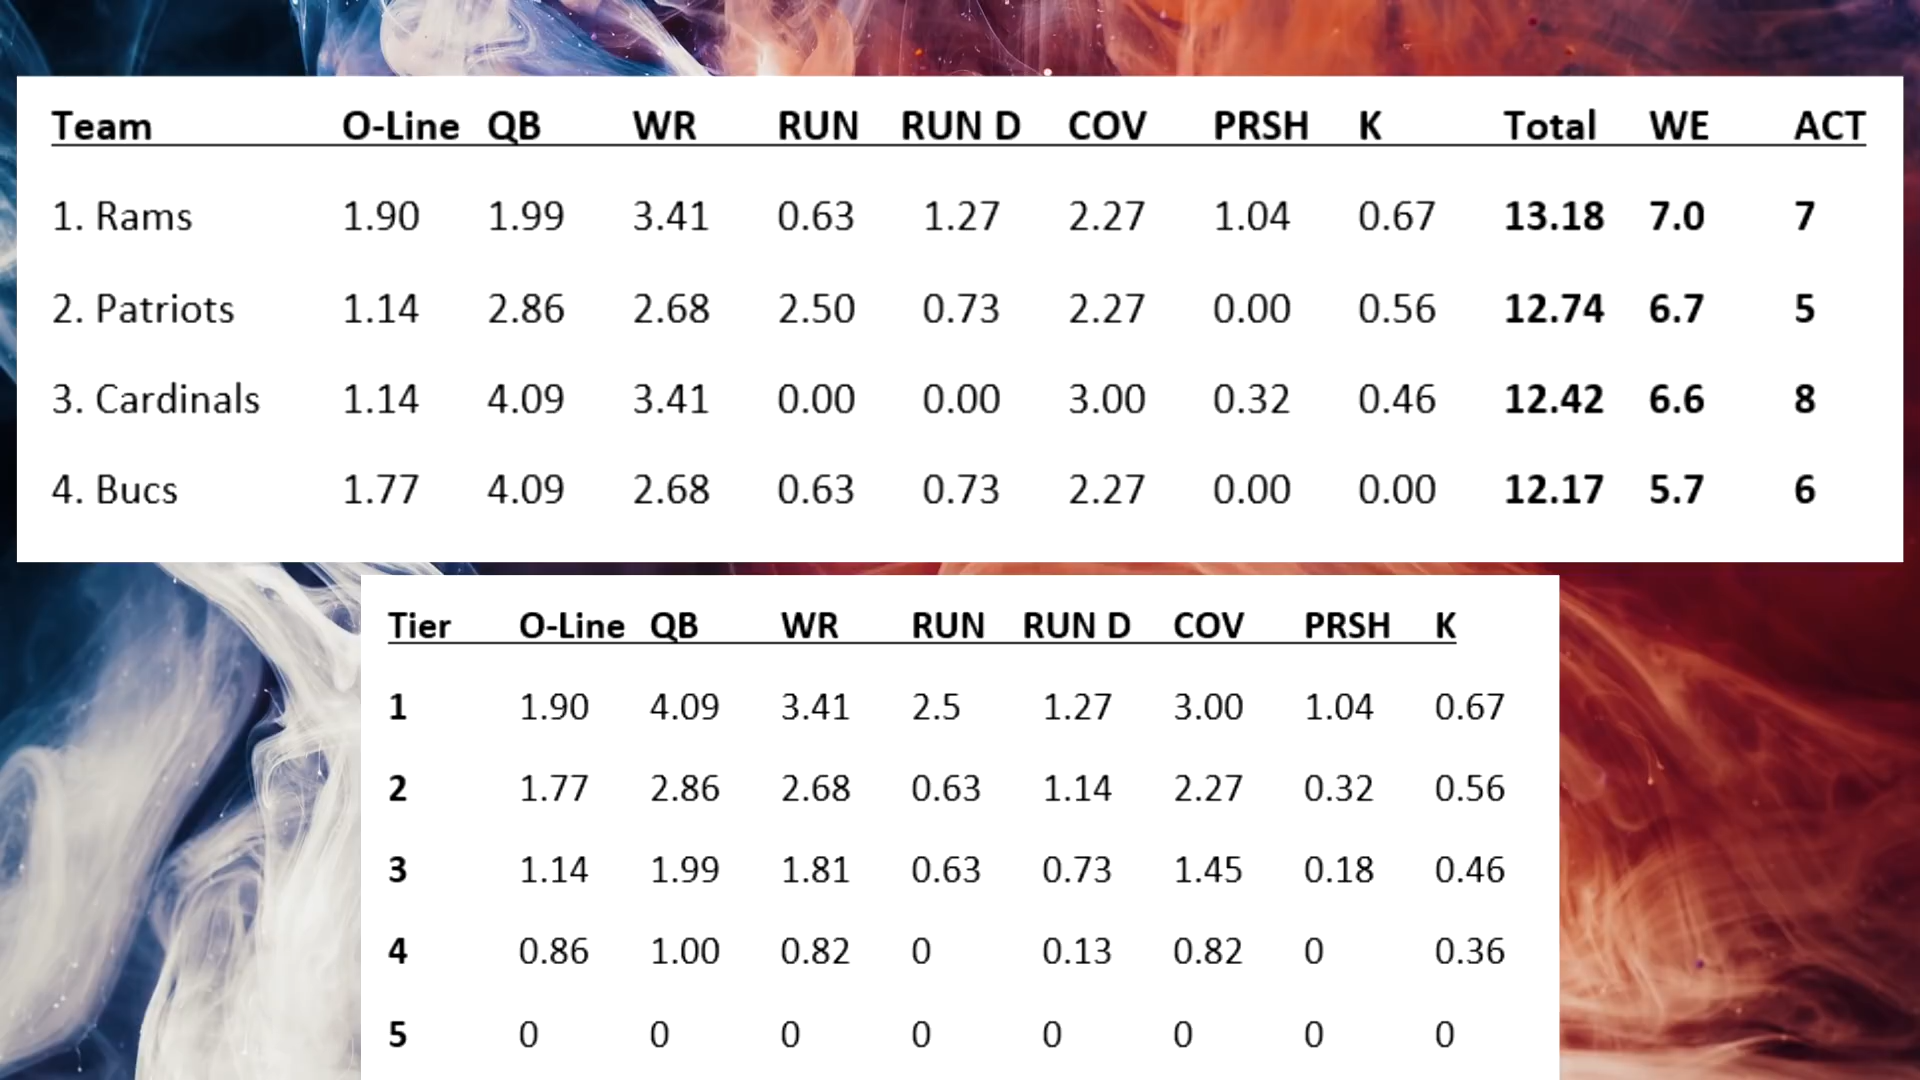 Team O-Line QB WR RUN RUN D COV PRSH K Total WE ACT
1. Rams 1.90 1.99 3.41 0.63 1.27 2.27 1.04 0.67 13.18 7.0 7
2. Patriots 1.14 2.86 2.68 2.50 0.73 2.27 0.00 0.56 12.74 6.7 5
3. Cardinals 1.14 4.09 3.41 0.00 0.00 3.00 0.32 0.46 12.42 6.6 8
4. Bucs 1.77 4.09 2.68 0.63 0.73 2.27 0.00 0.00 12.17 5.7 6
Tier O-Line QB WR RUN RUN D COV PRSH K
1 1.90 4.09 3.41 2.5 1.27 3.00 1.04 0.67
2 1.77 2.86 2.68 0.63 1.14 2.27 0.32 0.56
3 1.14 1.99 1.81 0.63 0.73 1.45 0.18 0.46
4 0.86 1.00 0.82 0 0.13 0.82 0 0.36
5 0 0 0 0 0 0 0 0